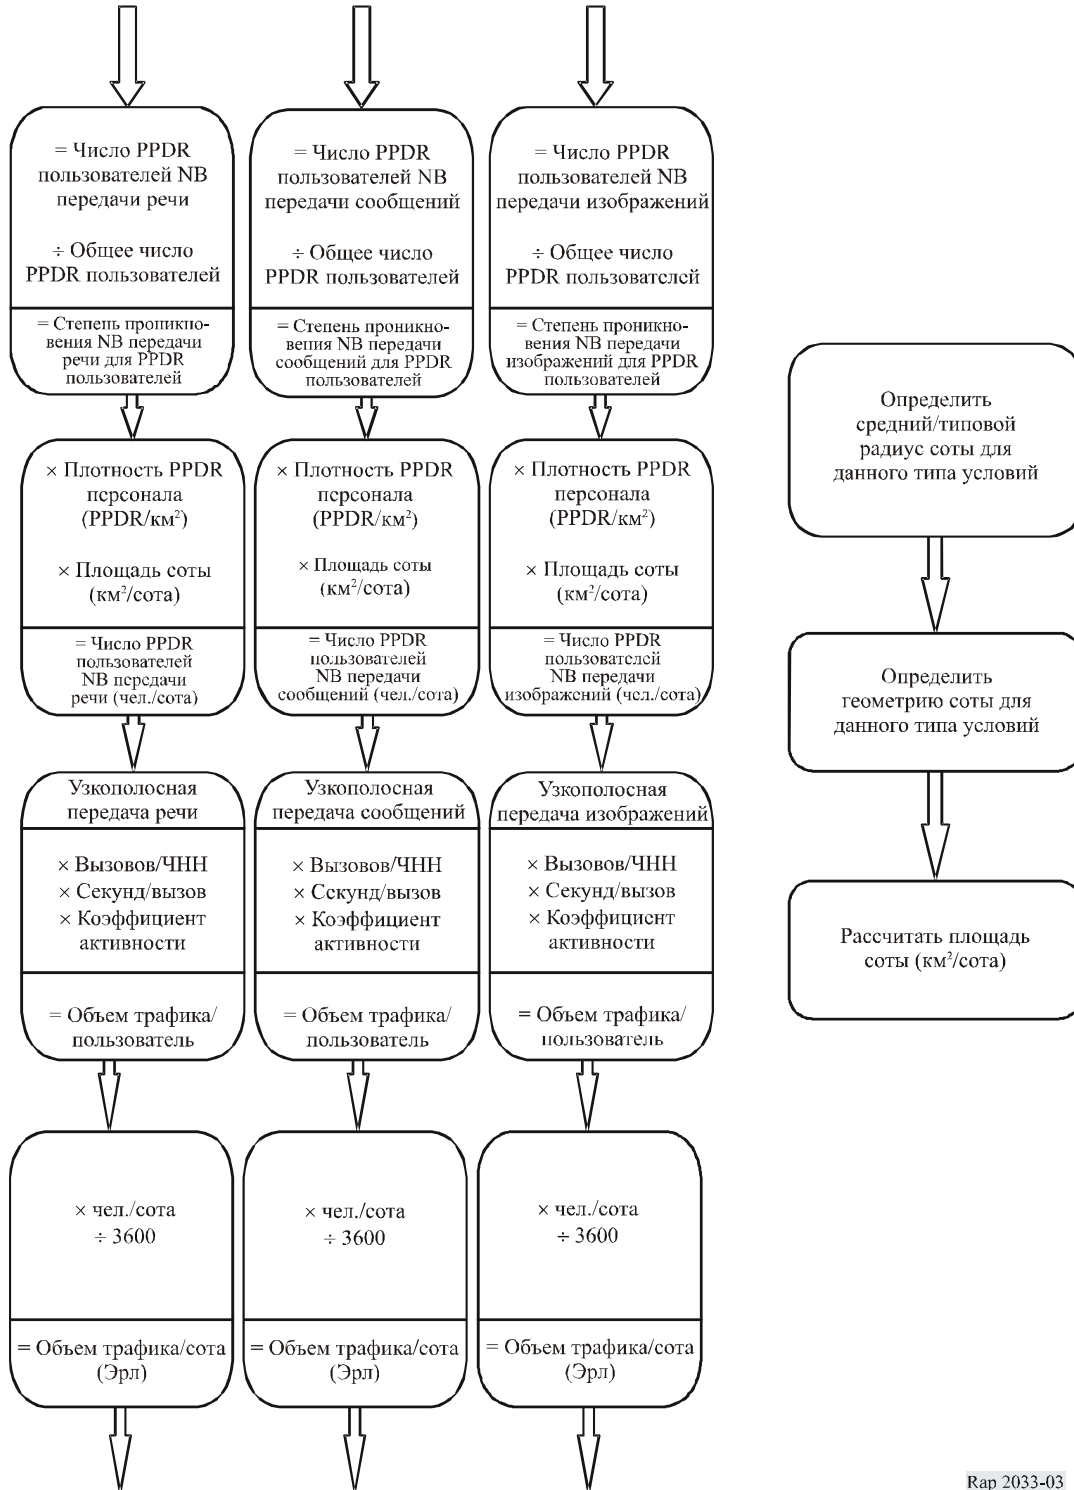 = Число PPDR
пользователей NB
передачи речи
÷ Общее число
PPDR пользователей
= Степень проникно-
вения NB передачи
речи для PPDR
пользователей
× Плотность PPDR
персонала
(PPDR/км²)
× Площадь соты
(км²/сота)
= Число PPDR
пользователей
NB передачи
речи (чел./сота)
Узкополосная
передача речи
× Вызовов/ЧНН
× Секунд/вызов
× Коэффициент
активности
= Объем трафика/
пользователь
× чел./сота
÷ 3600
= Объем трафика/сота
(Эрл)
= Число PPDR
пользователей NB
передачи сообщений
÷ Общее число
PPDR пользователей
= Степень проникно-
вения NB передачи
сообщений для PPDR
пользователей
× Плотность PPDR
персонала
(PPDR/км²)
× Площадь соты
(км²/сота)
= Число PPDR
пользователей
NB передачи
сообщений (чел./сота)
Узкополосная
передача сообщений
× Вызовов/ЧНН
× Секунд/вызов
× Коэффициент
активности
= Объем трафика/
пользователь
× чел./сота
÷ 3600
= Объем трафика/сота
(Эрл)
= Число PPDR
пользователей NB
передачи изображений
÷ Общее число
PPDR пользователей
= Степень проникно-
вения NB передачи
изображений для PPDR
пользователей
× Плотность PPDR
персонала
(PPDR/км²)
× Площадь соты
(км²/сота)
= Число PPDR
пользователей
NB передачи
изображений (чел./сота)
Узкополосная
передача изображений
× Вызовов/ЧНН
× Секунд/вызов
× Коэффициент
активности
= Объем трафика/
пользователь
× чел./сота
÷ 3600
= Объем трафика/сота
(Эрл)
Определить
средний/типовой
радиус соты для
данного типа условий
Определить
геометрию соты для
данного типа условий
Рассчитать площадь
соты (км²/сота)
Rap 2033-03